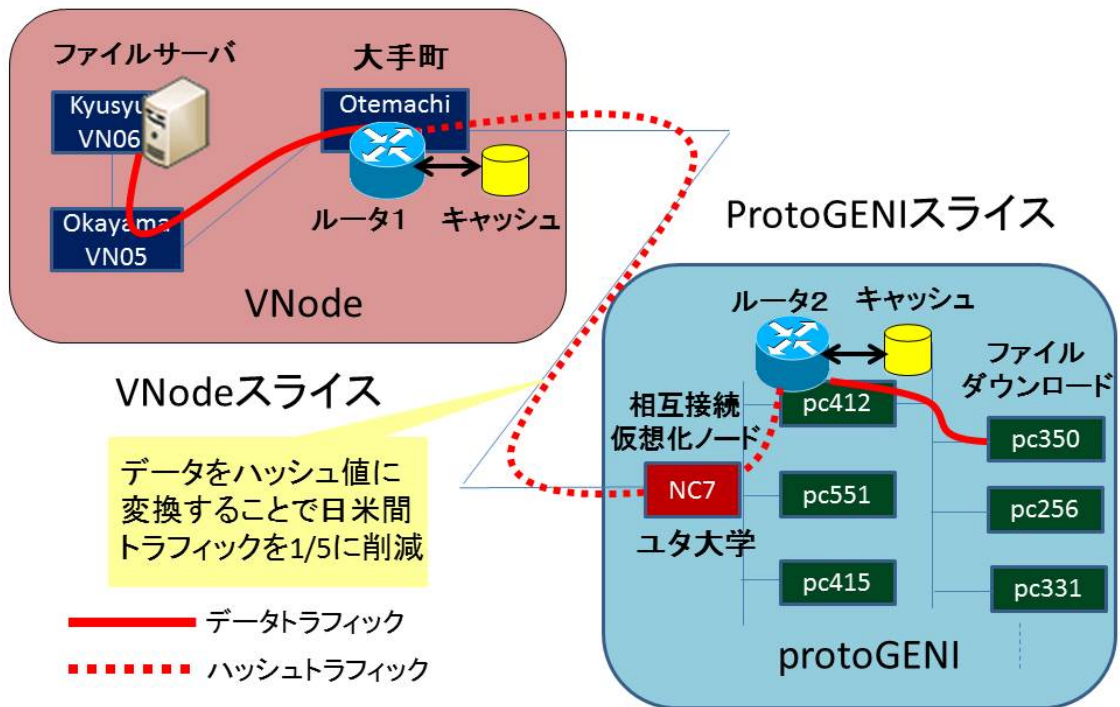 ファイルサーバ
大手町
Kyusyu
VN06
Otemachi
Okayama
VN05
ルータ1
キャッシュ
VNode
ProtoGENIスライス
ルータ2
キャッシュ
ファイル
ダウンロード
VNodeスライス
相互接続
仮想化ノード
pc412
pc350
データをハッシュ値に
変換することで日米間
トラフィックを1/5に削減
NC7
pc551
pc256
ユタ大学
pc415
pc331
データトラフィック
ハッシュトラフィック
protoGENI